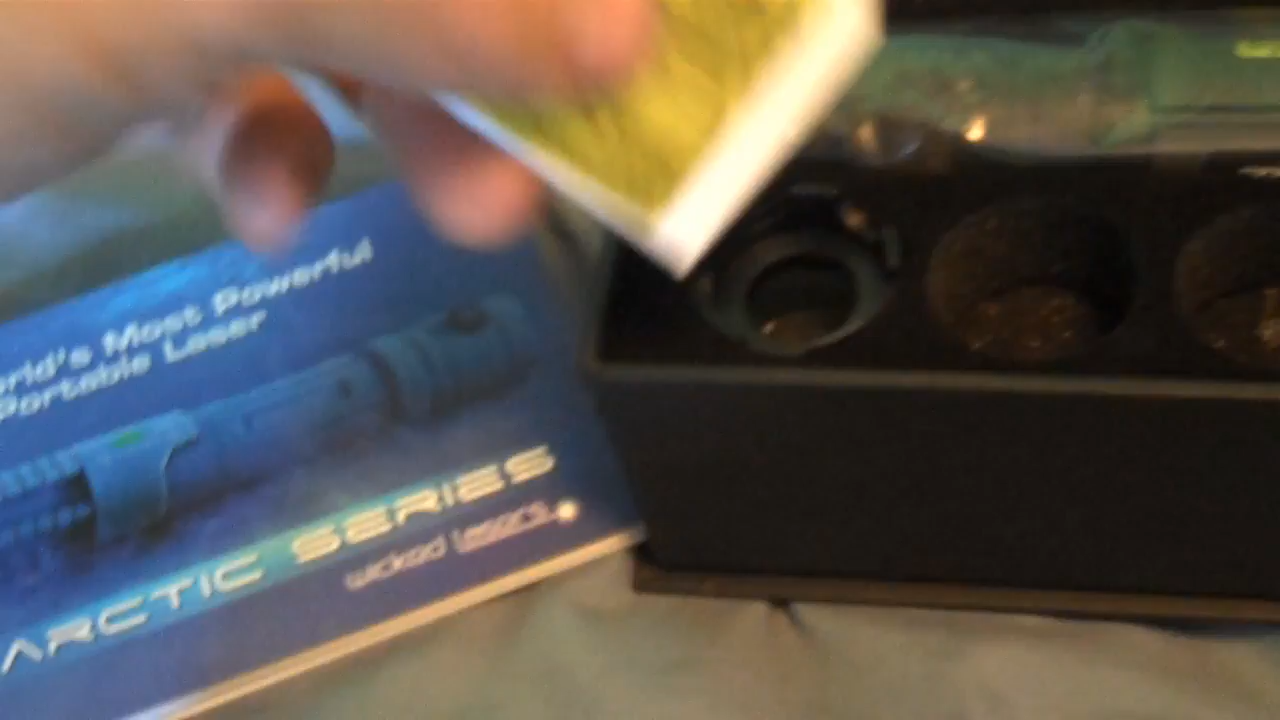 orld's Most Powerful
Portable Laser
ARCTIC SERIES
wicked lasers